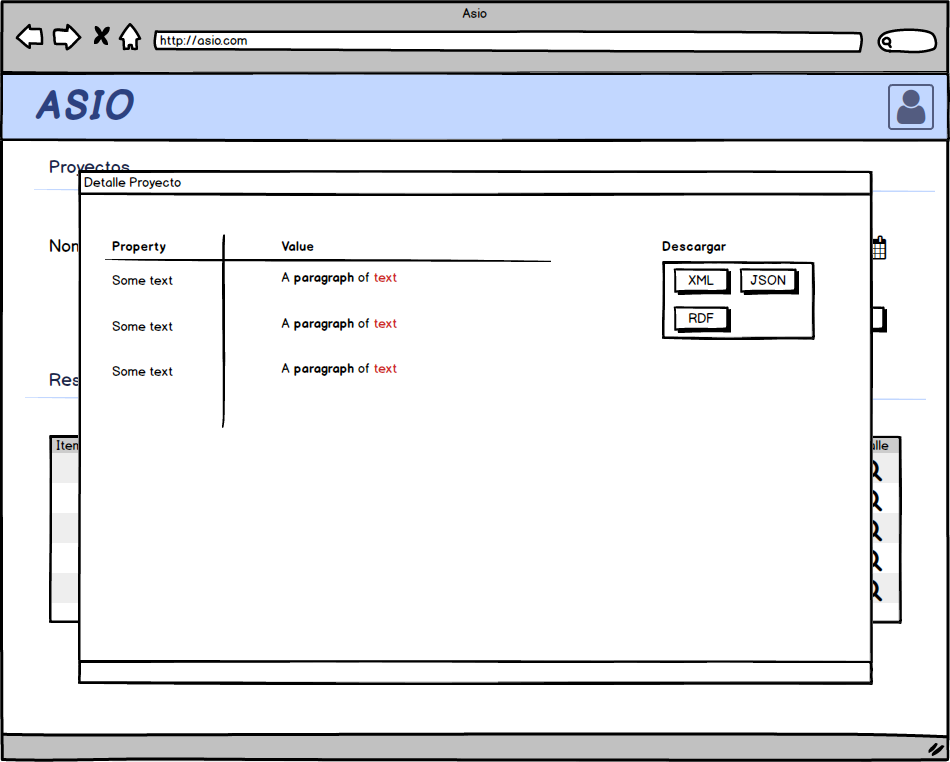 Asio
http://asio.com
ASIO
Proyectos
Detalle Proyecto
Non
Property Value Descargar
Some text A paragraph of text XML JSON
Some text A paragraph of text RDF
Some text A paragraph of text
Res
Item alle